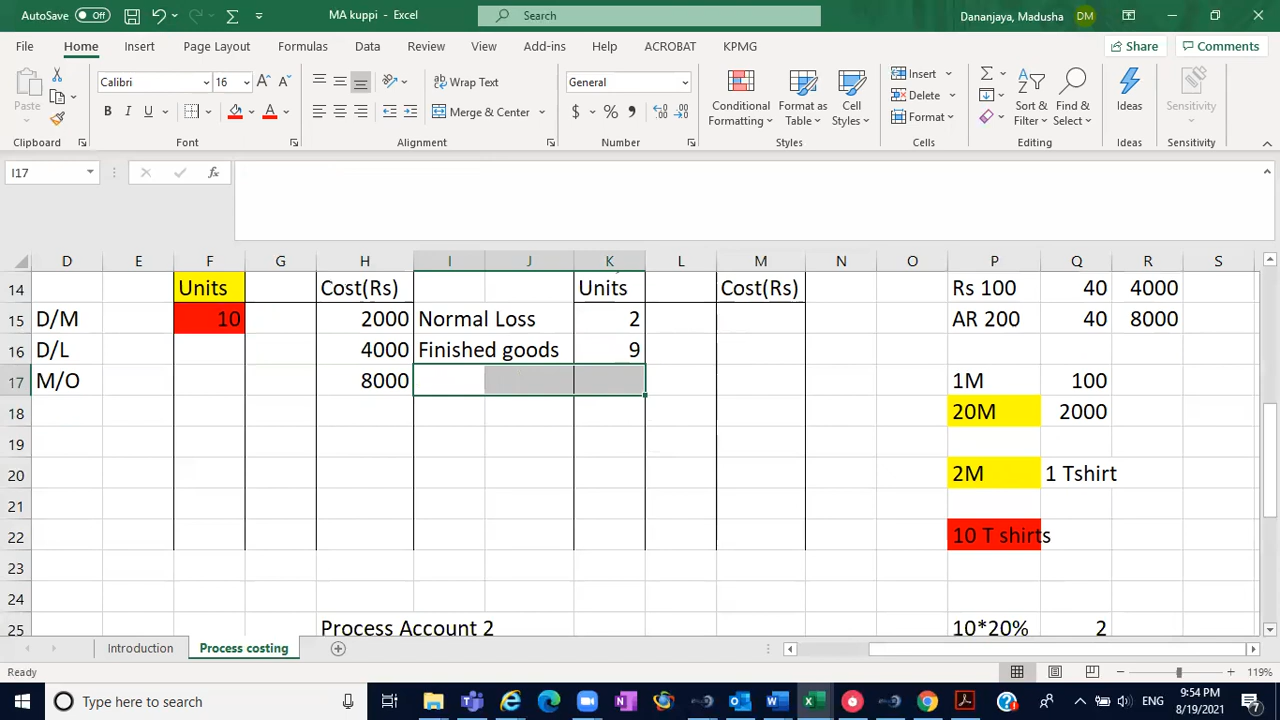 AutoSave Off MA kuppi - Excel Search Dananjaya, Madusha DM
File Home Insert Page Layout Formulas Data Review View Add-ins Help ACROBAT KPMG Share Comments
Paste Calibri 16 Wrap Text General Conditional Formatting Format as Table Cell Styles Insert Sort & Filter Find & Select Ideas Sensitivity
B I U Merge & Center $ % Delete
Format
Clipboard Font Alignment Number Styles Cells Editing Ideas Sensitivity
I17 fx
D E F G H I J K L M N O P Q R S
14 Units Cost(Rs) Units Cost(Rs) Rs 100 40 4000
15 D/M 10 2000 Normal Loss 2 AR 200 40 8000
16 D/L 4000 Finished goods 9
17 M/O 8000 1M 100
18 20M 2000
19
20 2M 1 Tshirt
21
22 10 T shirts
23
24
25 Process Account 2 10*20% 2
Introduction Process costing
Ready 119%
Type here to search ENG 9:54 PM 8/19/2021 7